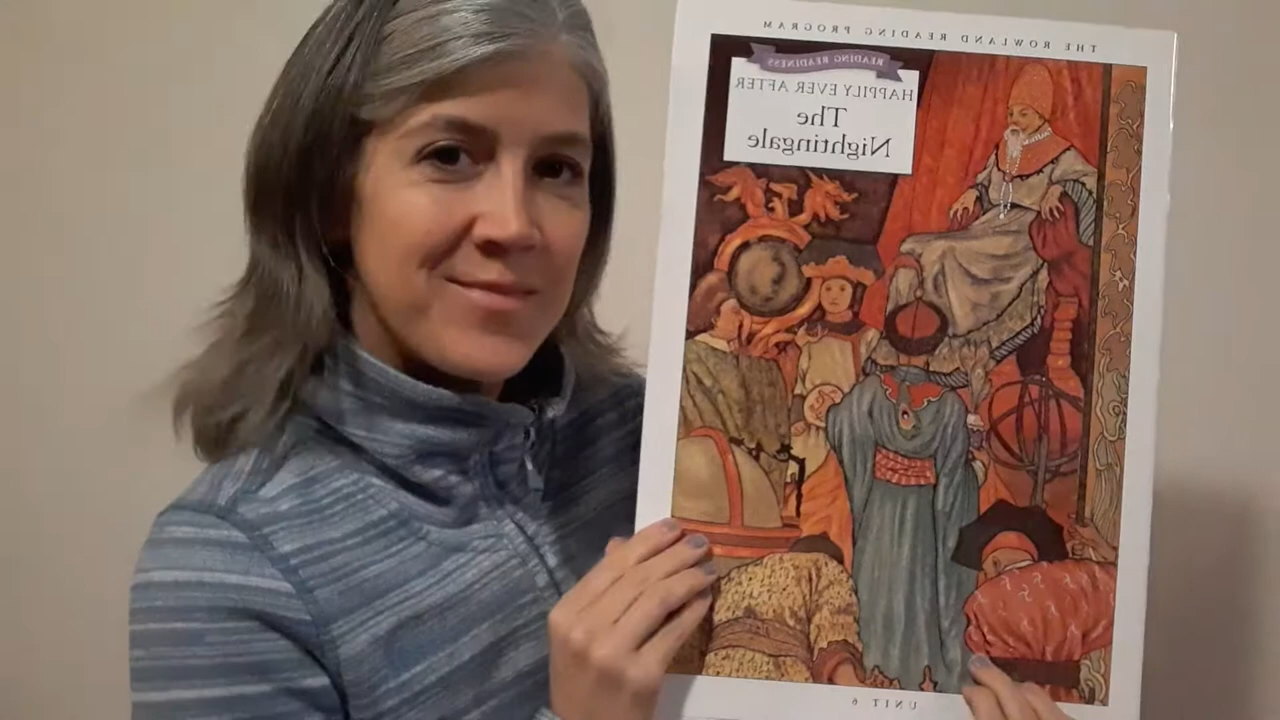 THE ROWLAND READING PROGRAM
READING READINESS
HAPPILY EVER AFTER
The
Nightingale
UNIT 6